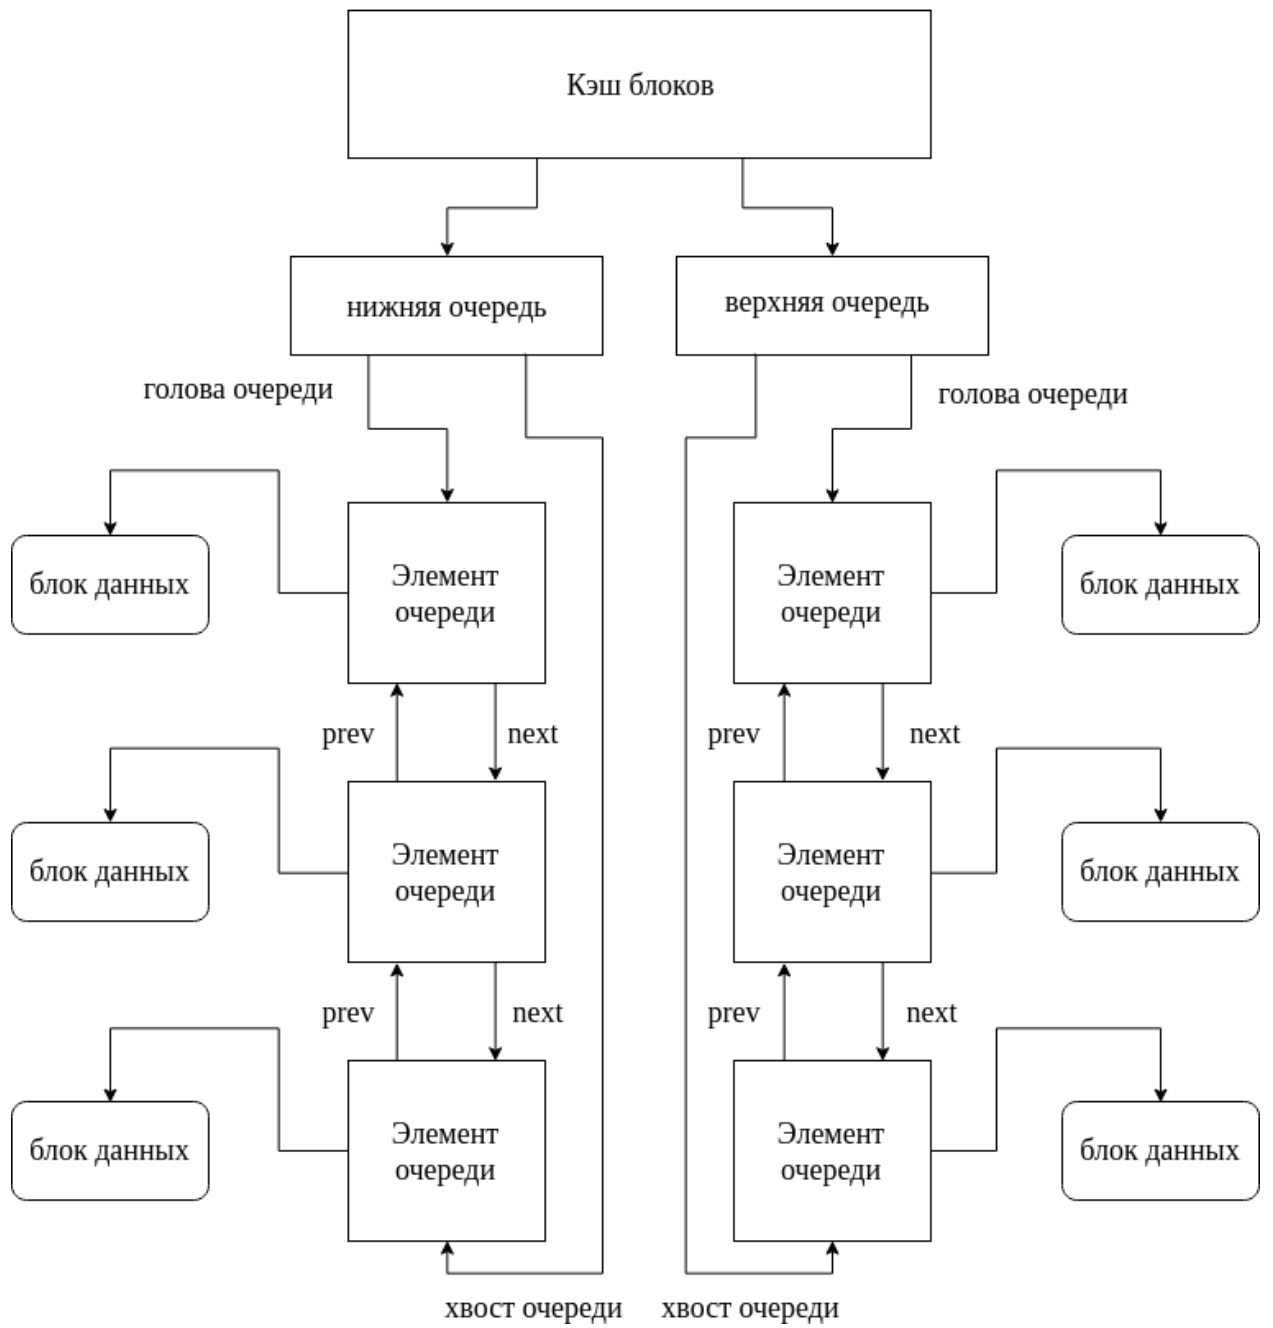 Кэш блоков
нижняя очередь
верхняя очередь
голова очереди
голова очереди
блок данных
Элемент
очереди
Элемент
очереди
блок данных
prev
next
prev
next
блок данных
Элемент
очереди
Элемент
очереди
блок данных
prev
next
prev
next
блок данных
Элемент
очереди
Элемент
очереди
блок данных
хвост очереди
хвост очереди